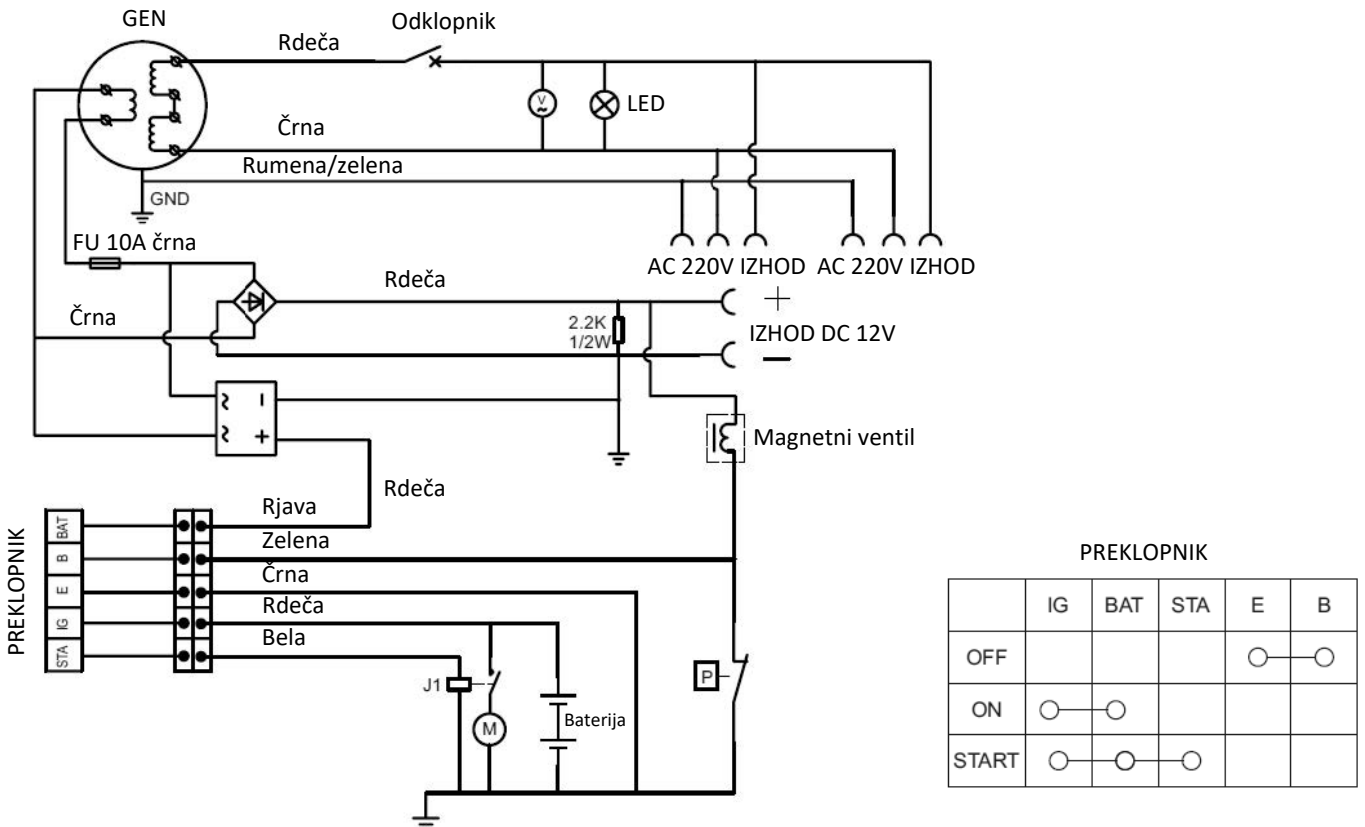 GEN
Odklopnik
Rdeča
V
~
LED
Črna
Rumena/zelena
GND
FU 10A črna
AC 220V IZHOD
AC 220V IZHOD
Rdeča
+
Črna
2.2K
1/2W
IZHOD DC 12V
−
~ −
~ +
Magnetni ventil
Rdeča
PREKLOPNIK
BAT
B
E
IG
STA
Rjava
Zelena
Črna
Rdeča
Bela
J1
M
Baterija
P
PREKLOPNIK
IG BAT STA E B
OFF
ON
START